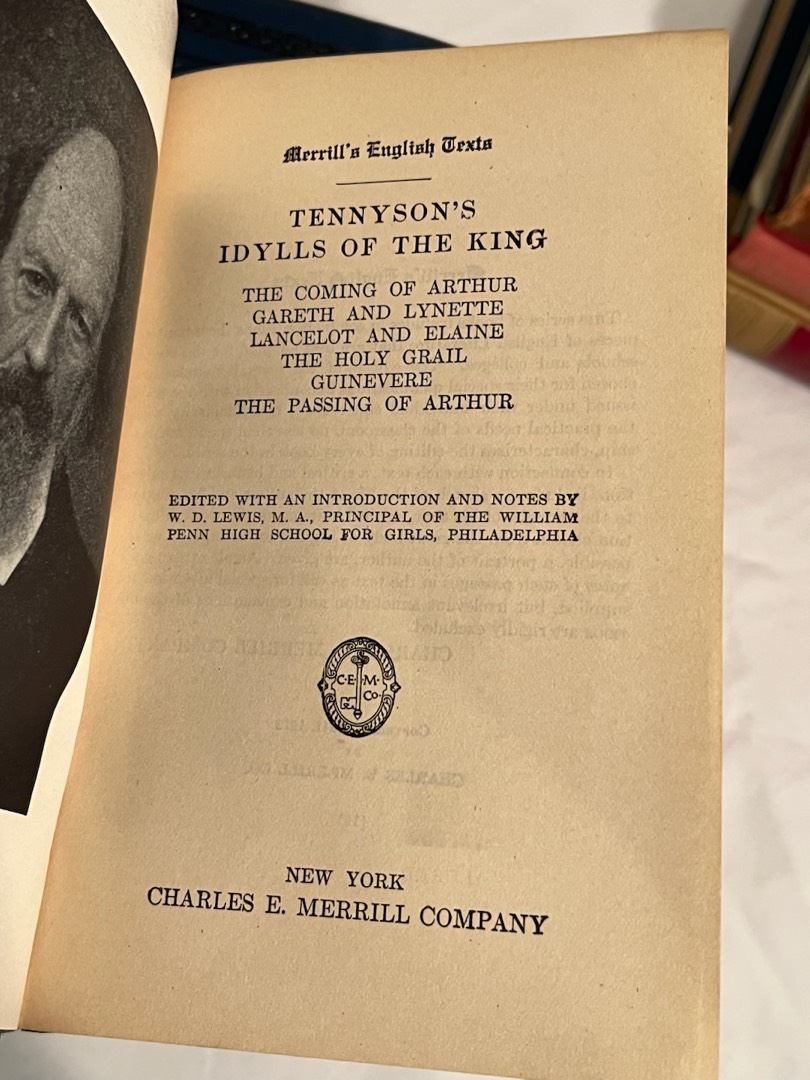 Merrill's English Texts
TENNYSON'S
IDYLLS OF THE KING
THE COMING OF ARTHUR
GARETH AND LYNETTE
LANCELOT AND ELAINE
THE HOLY GRAIL
GUINEVERE
THE PASSING OF ARTHUR
EDITED WITH AN INTRODUCTION AND NOTES BY
W. D. LEWIS, M. A., PRINCIPAL OF THE WILLIAM
PENN HIGH SCHOOL FOR GIRLS, PHILADELPHIA
C·E·M·
Co·
NEW YORK
CHARLES E. MERRILL COMPANY